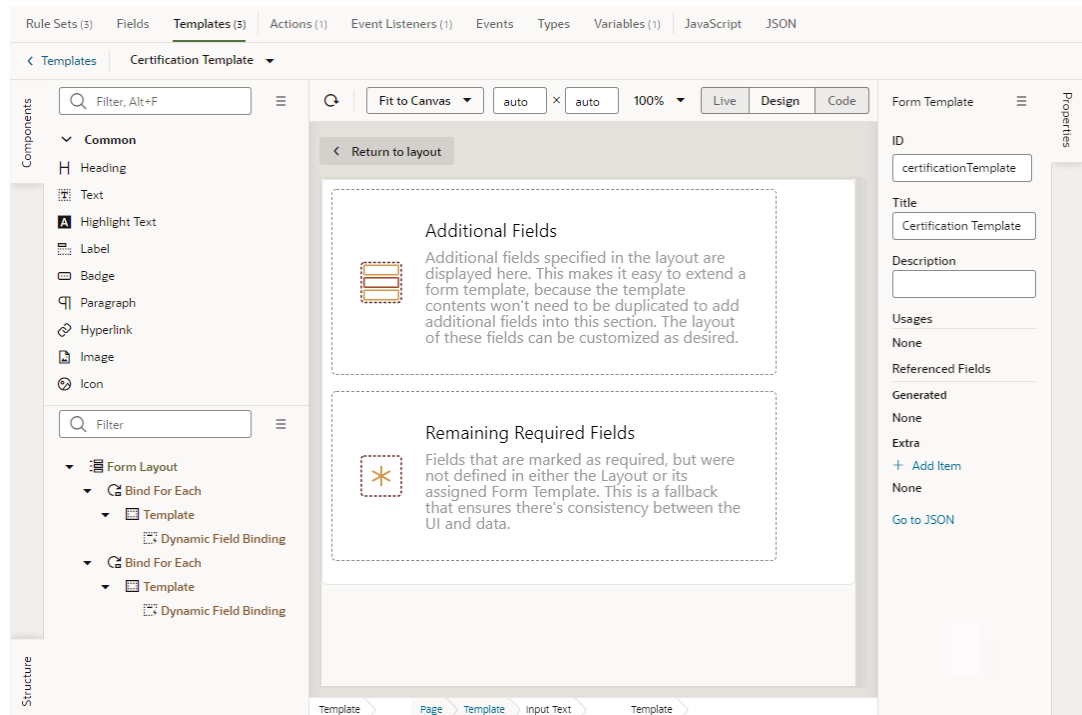 Rule Sets (3) Fields Templates (3) Actions (1) Event Listeners (1) Events Types Variables (1) JavaScript JSON
Templates Certification Template
Components
Filter, Alt+F
Common
Heading
Text
Highlight Text
Label
Badge
Paragraph
Hyperlink
Image
Icon
Filter
Form Layout
Bind For Each
Template
Dynamic Field Binding
Bind For Each
Template
Dynamic Field Binding
Structure
Fit to Canvas auto × auto 100% Live Design Code
Return to layout
Additional Fields
Additional fields specified in the layout are
displayed here. This makes it easy to extend a
form template, because the template
contents won't need to be duplicated to add
additional fields into this section. The layout
of these fields can be customized as desired.
Remaining Required Fields
Fields that are marked as required, but were
not defined in either the Layout or its
assigned Form Template. This is a fallback
that ensures there's consistency between the
UI and data.
Template Page Template Input Text Template
Form Template
Properties
ID
certificationTemplate
Title
Certification Template
Description
Usages
None
Referenced Fields
Generated
None
Extra
+ Add Item
None
Go to JSON